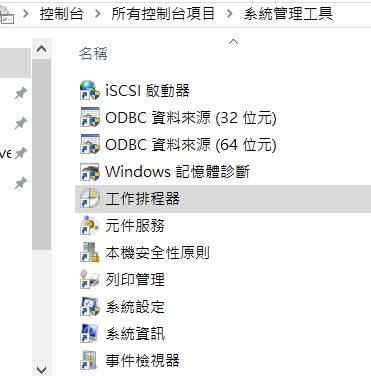 控制台 > 所有控制台項目 > 系統管理工具
名稱
iSCSI 啟動器
ODBC 資料來源 (32 位元)
ve
ODBC 資料來源 (64 位元)
Windows 記憶體診斷
工作排程器
元件服務
本機安全性原則
列印管理
系統設定
系統資訊
事件檢視器